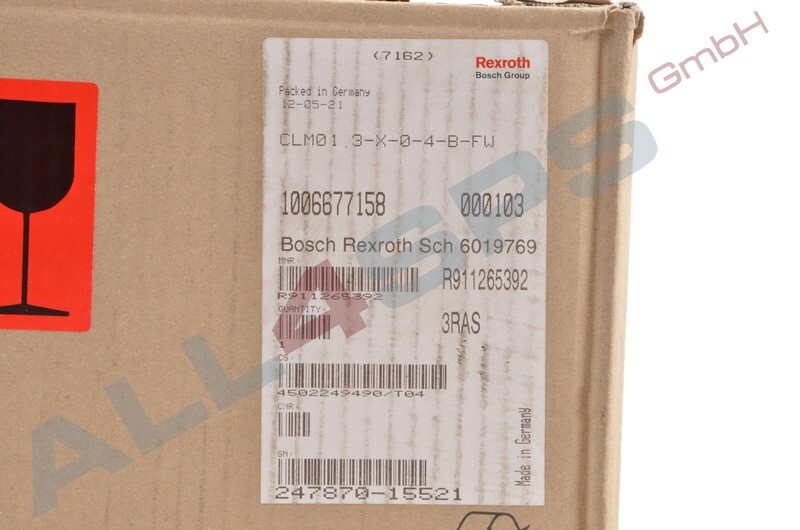 (7162)
Rexroth
Bosch Group
Packed in Germany
12-05-21
CLM01.3-X-0-4-B-FW
1006677158 000103
Bosch Rexroth Sch 6019769
MNR
R911265392
R911265392
QUANTITY
3RAS
1
CS
4502249490/T04
CMR
Made in Germany
SN
247870-15521
ALL4SPS GmbH